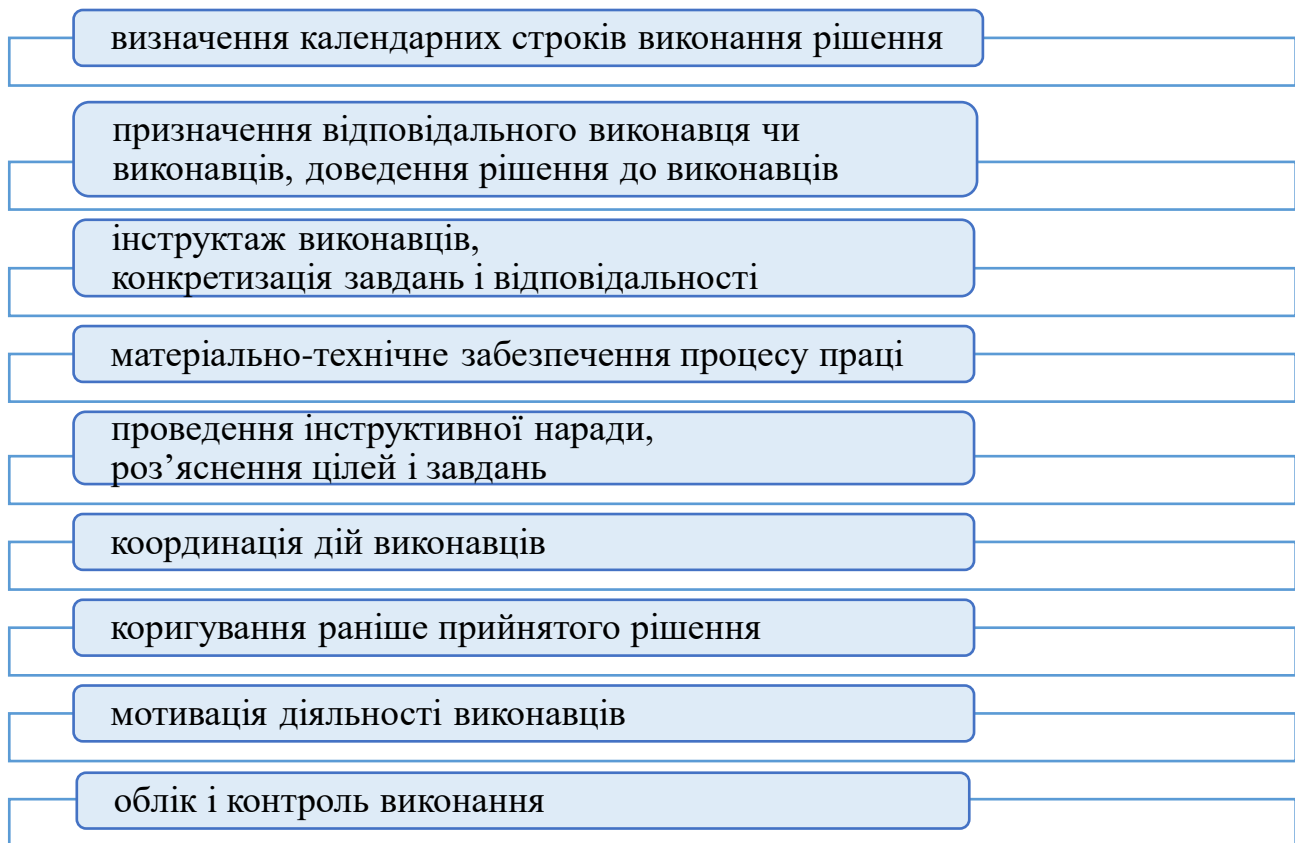 визначення календарних строків виконання рішення
призначення відповідального виконавця чи
виконавців, доведення рішення до виконавців
інструктаж виконавців,
конкретизація завдань і відповідальності
матеріально-технічне забезпечення процесу праці
проведення інструктивної наради,
роз’яснення цілей і завдань
координація дій виконавців
коригування раніше прийнятого рішення
мотивація діяльності виконавців
облік і контроль виконання